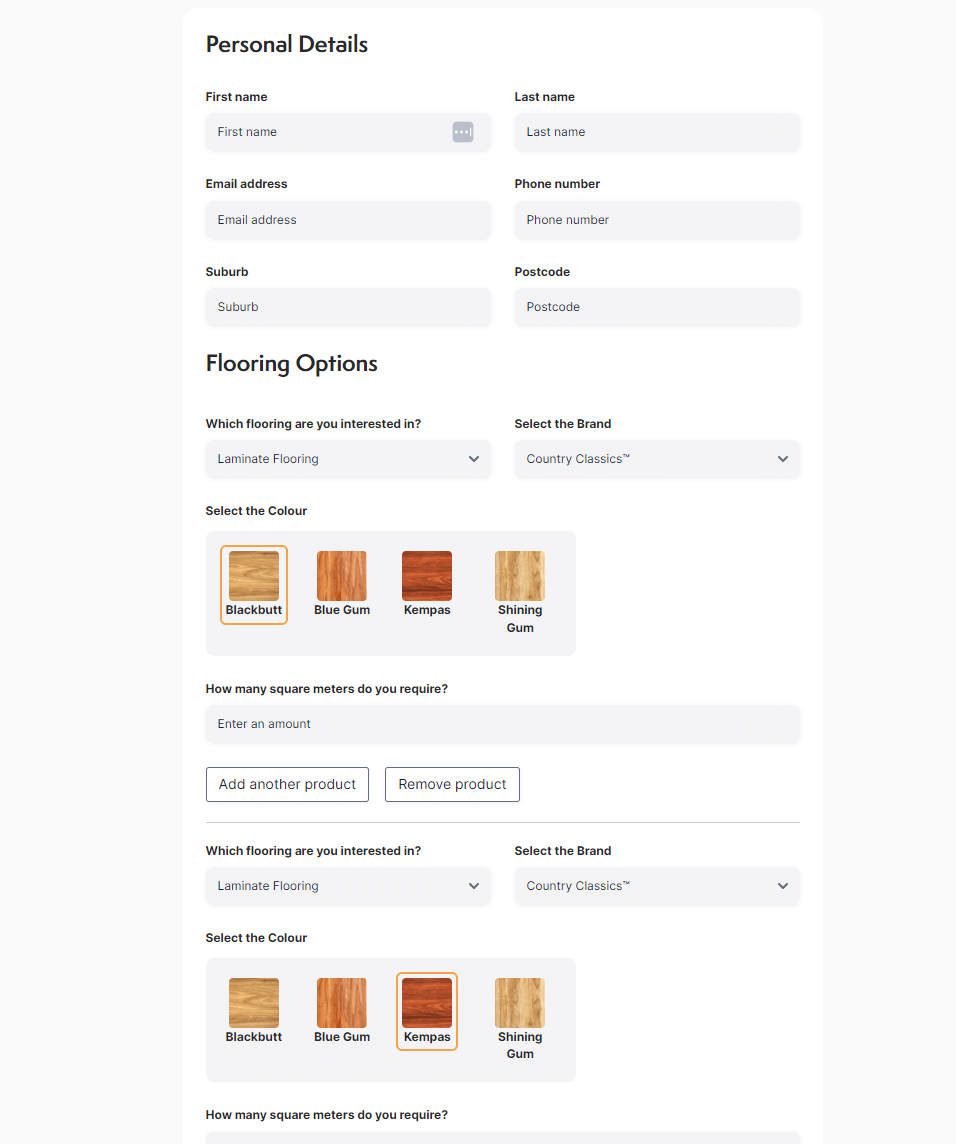 Personal Details
First name Last name
First name Last name
Email address Phone number
Email address Phone number
Suburb Postcode
Suburb Postcode
Flooring Options
Which flooring are you interested in? Select the Brand
Laminate Flooring Country Classics™
Select the Colour
Blackbutt Blue Gum Kempas Shining
Gum
How many square meters do you require?
Enter an amount
Add another product Remove product
Which flooring are you interested in? Select the Brand
Laminate Flooring Country Classics™
Select the Colour
Blackbutt Blue Gum Kempas Shining
Gum
How many square meters do you require?